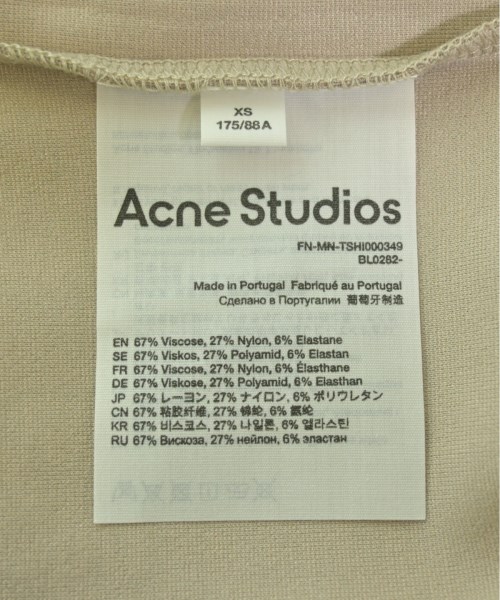 XS
175/88A
Acne Studios
FN-MN-TSHI000349
BL0282-
Made in Portugal Fabriqué au Portugal
Сделано в Португалии 葡萄牙制造
EN 67% Viscose, 27% Nylon, 6% Elastane
SE 67% Viskos, 27% Polyamid, 6% Elastan
FR 67% Viscose, 27% Nylon, 6% Élasthane
DE 67% Viskose, 27% Polyamid, 6% Elasthan
JP 67% レーヨン, 27% ナイロン, 6% ポリウレタン
CN 67% 粘胶纤维, 27% 锦纶, 6% 氨纶
KR 67% 비스코스, 27% 나일론, 6% 엘라스틴
RU 67% Вискоза, 27% нейлон, 6% эластан